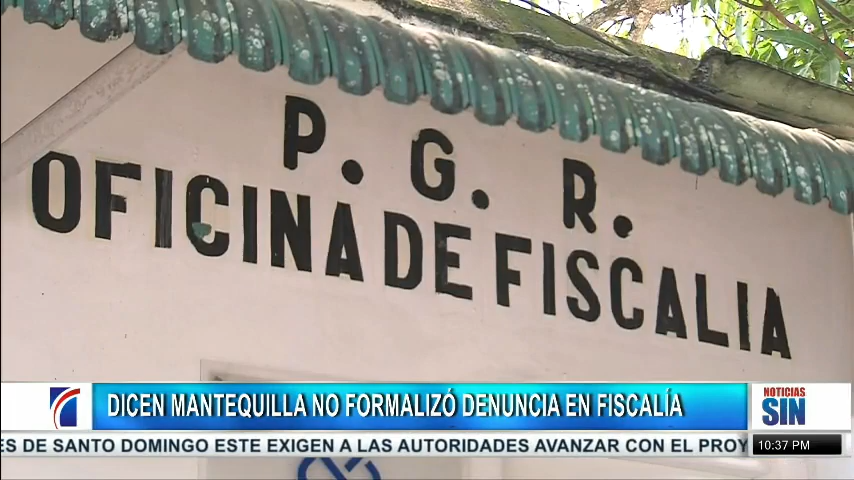 P. G. R.
OFICINA DE FISCALIA
DICEN MANTEQUILLA NO FORMALIZÓ DENUNCIA EN FISCALÍA
NOTICIAS
SIN
ES DE SANTO DOMINGO ESTE EXIGEN A LAS AUTORIDADES AVANZAR CON EL PROY
10:37 PM